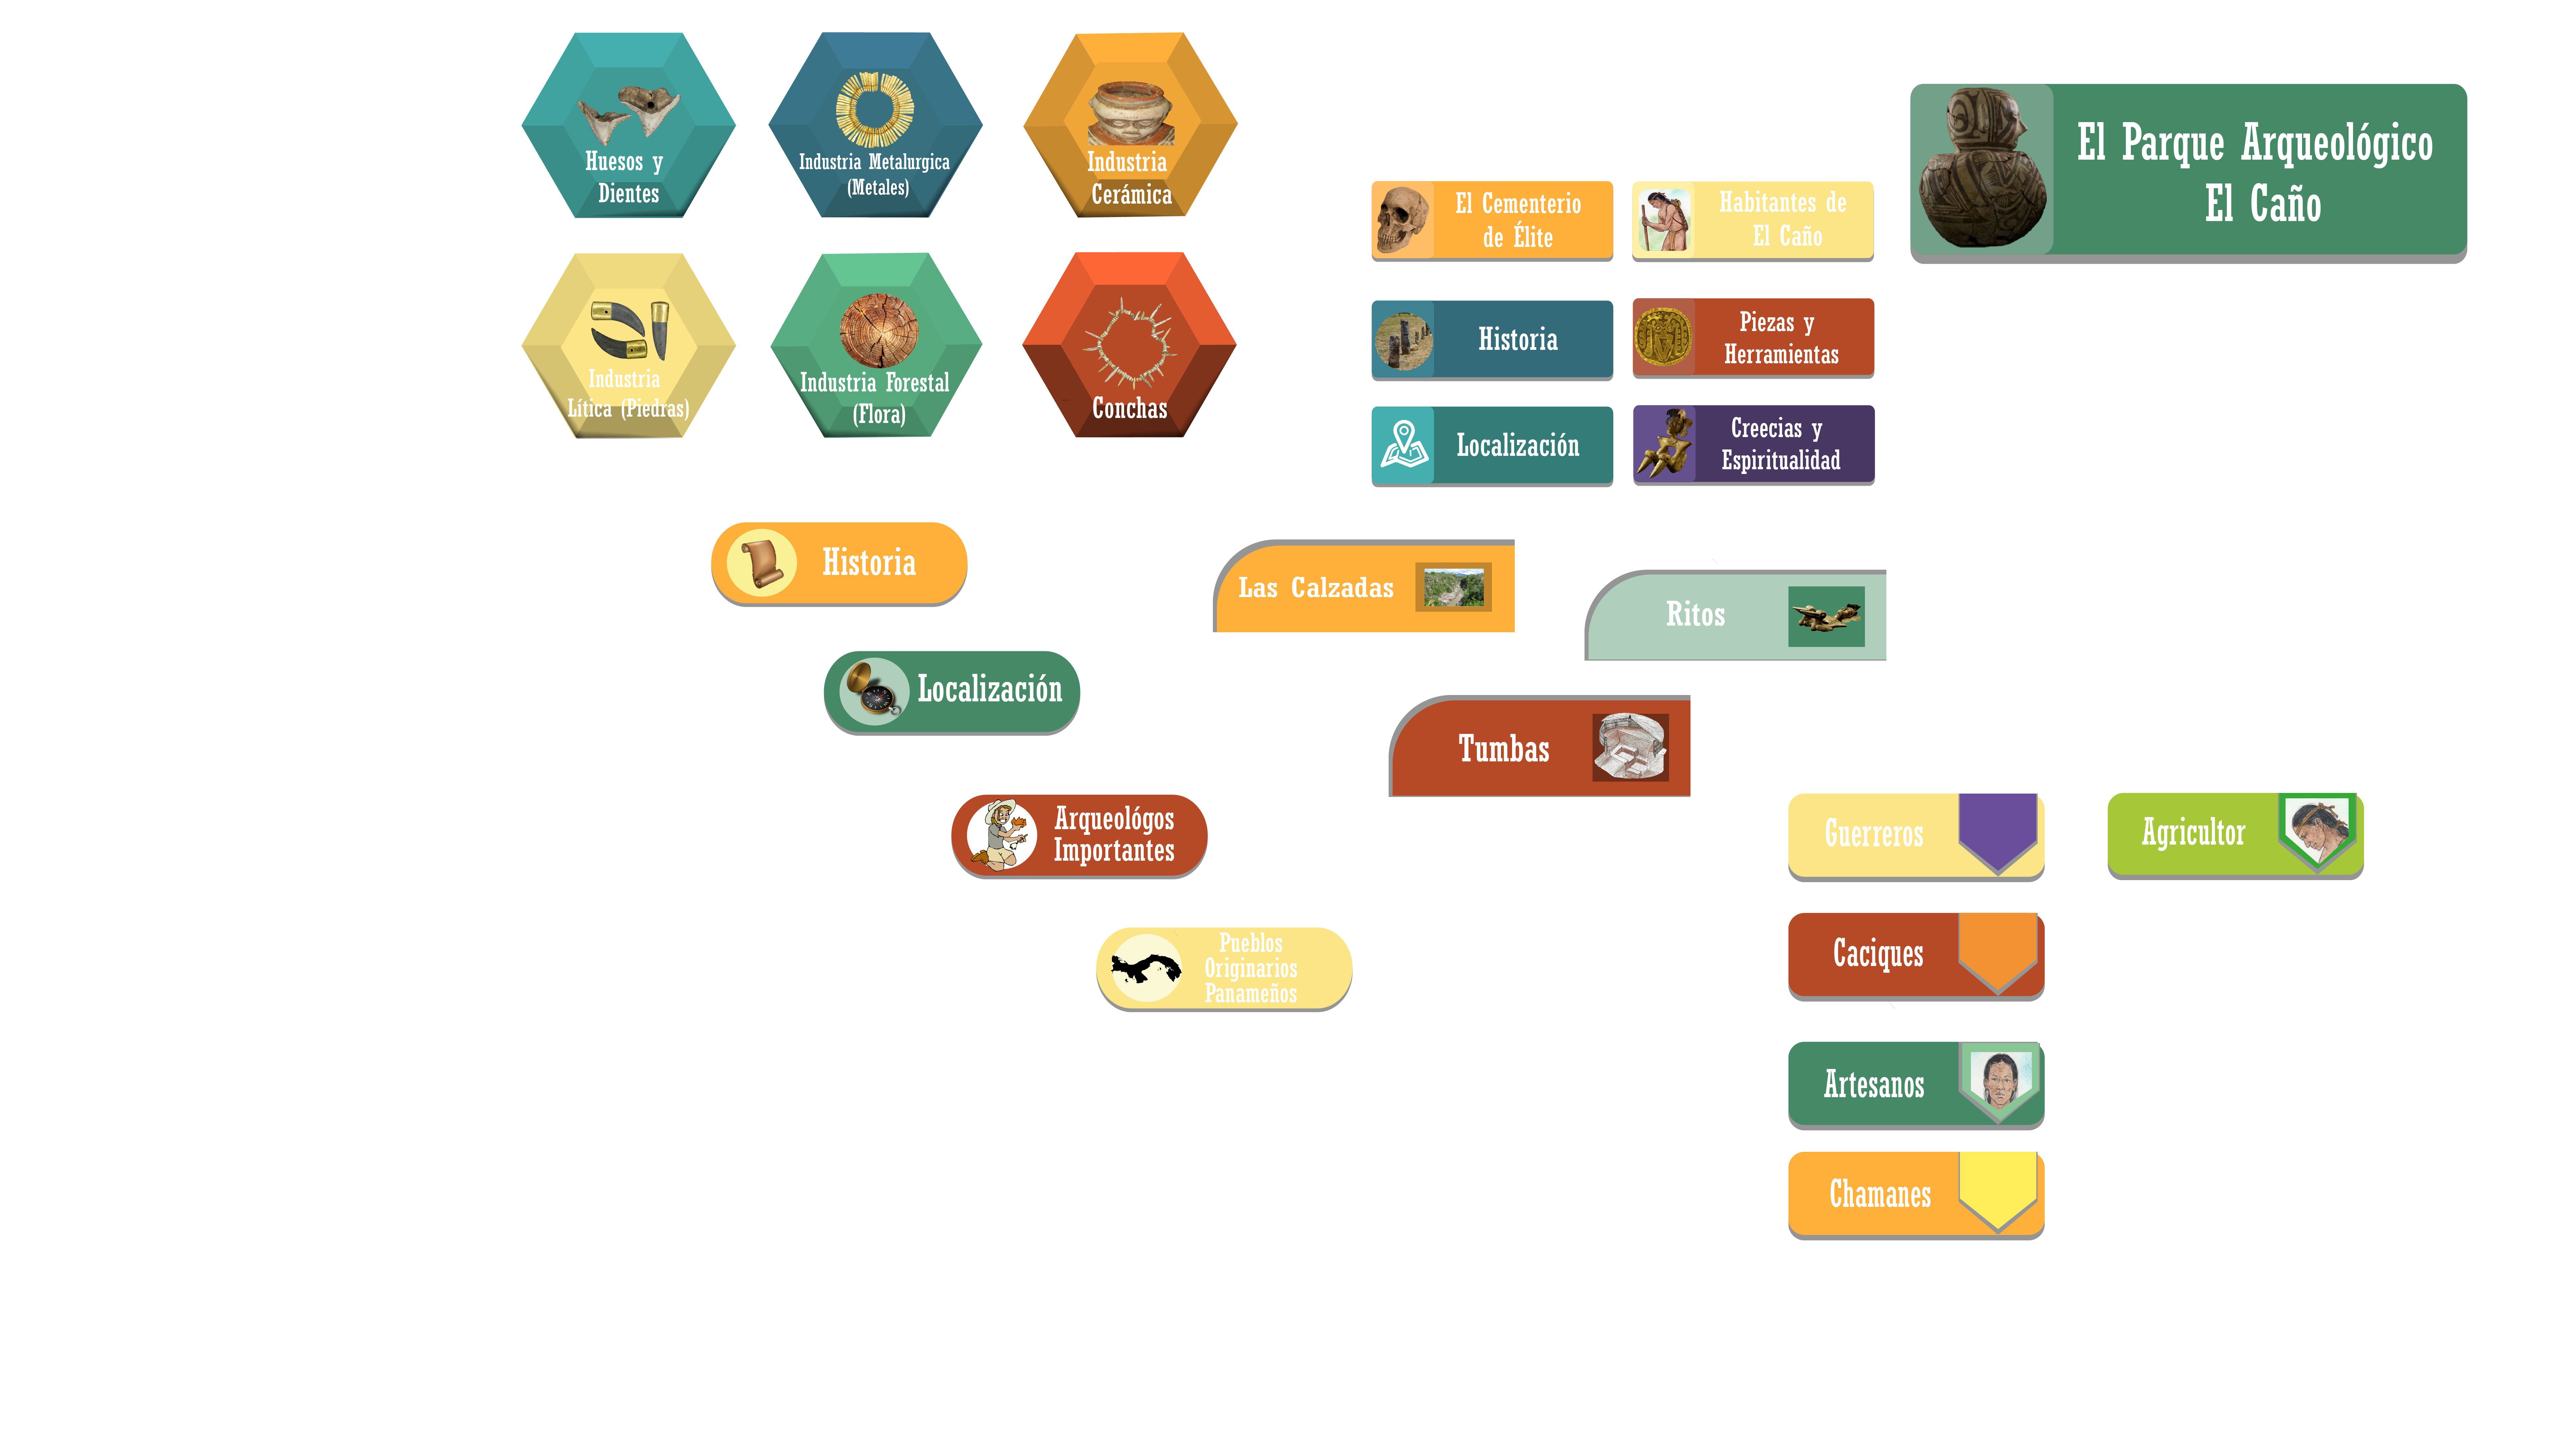 Huesos y
Dientes
Industria Metalurgica
(Metales)
Industria
Cerámica
Industria
Lítica (Piedras)
Industria Forestal
(Flora)
Conchas
El Cementerio
de Élite
Habitantes de
El Caño
Historia
Piezas y
Herramientas
Localización
Creecias y
Espiritualidad
El Parque Arqueológico
El Caño
Historia
Localización
Arqueológos
Importantes
Pueblos
Originarios
Panameños
Las Calzadas
Ritos
Tumbas
Guerreros
Agricultor
Caciques
Artesanos
Chamanes